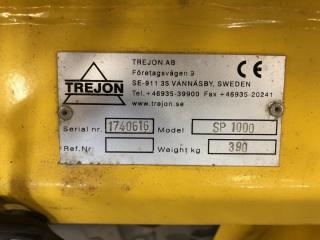 TREJON AB
Företagsvägen 9
SE-911 35 VÄNNÄSBY, SWEDEN
Tel.+46935-39900 Fax +46935-20241
www.trejon.se
CE
TREJON
Serial nr. 1740616 Model SP 1000
Ref.Nr. Weight kg 390